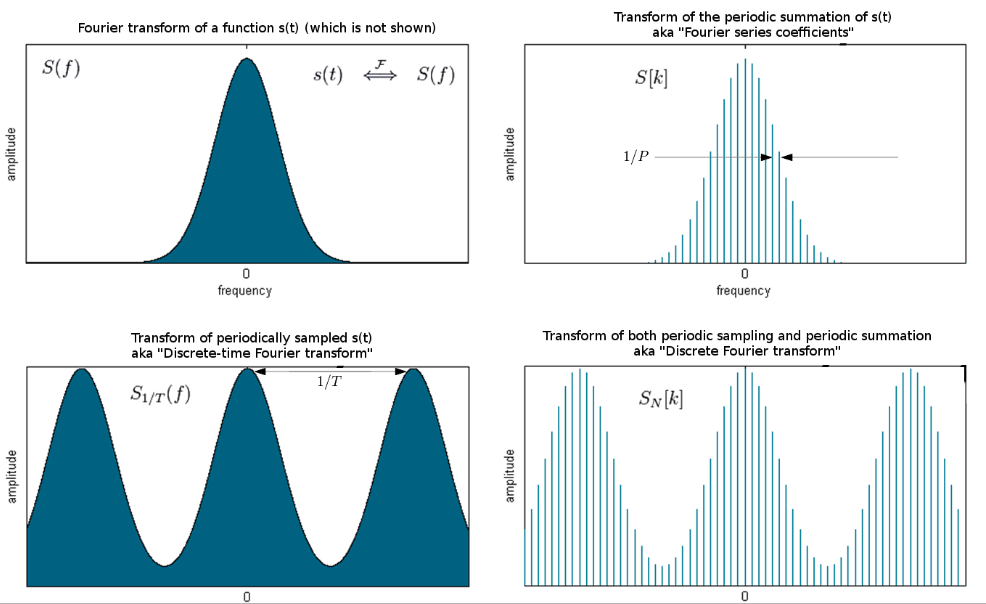 Fourier transform of a function s(t) (which is not shown)
S(f)
s(t) ⟺ S(f)
ℱ
amplitude
0
frequency
Transform of the periodic summation of s(t)
aka "Fourier series coefficients"
S[k]
1/P
amplitude
0
frequency
Transform of periodically sampled s(t)
aka "Discrete-time Fourier transform"
S_{1/T}(f)
1/T
amplitude
0
Transform of both periodic sampling and periodic summation
aka "Discrete Fourier transform"
S_N[k]
amplitude
0